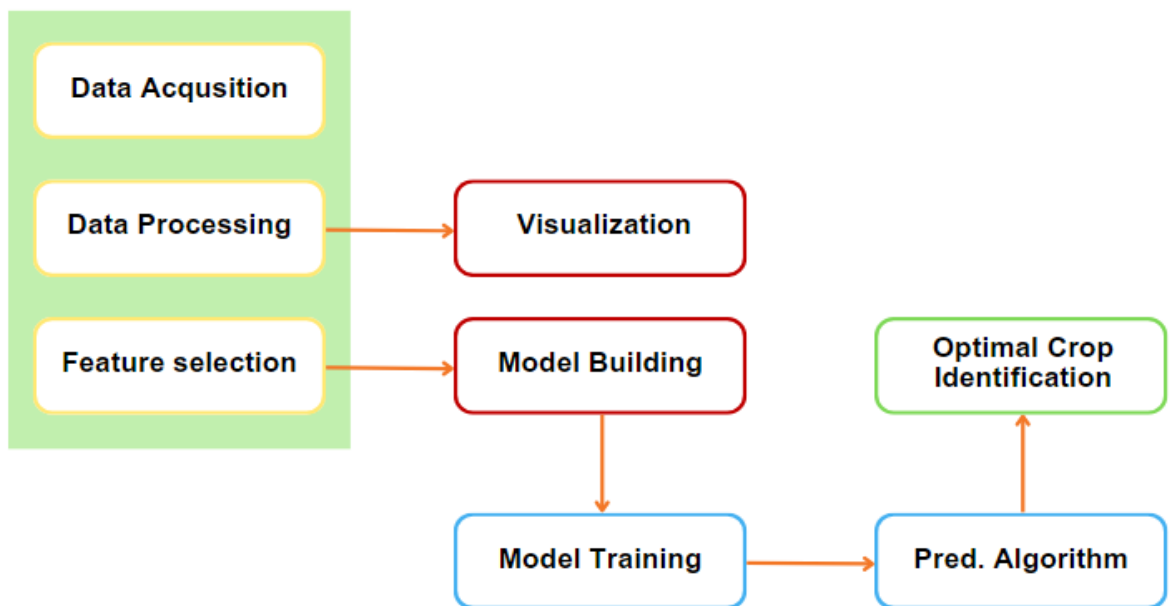 Data Acqusition
Data Processing
Visualization
Feature selection
Model Building
Optimal Crop
Identification
Model Training
Pred. Algorithm